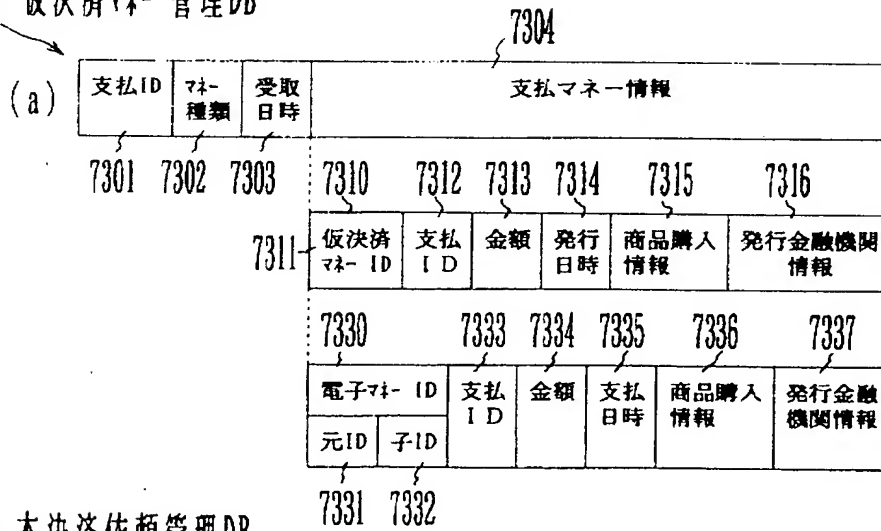 仮決済マネー管理DB
7304
(a)
支払ID マネー種類 受取日時 支払マネー情報
7301 7302 7303 7310 7312 7313 7314 7315 7316
7311
仮決済マネーID 支払ID 金額 発行日時 商品購入情報 発行金融機関情報
7330 7333 7334 7335 7336 7337
電子マネーID 支払ID 金額 支払日時 商品購入情報 発行金融機関情報
元ID 子ID
7331 7332
本決済依頼管理DB